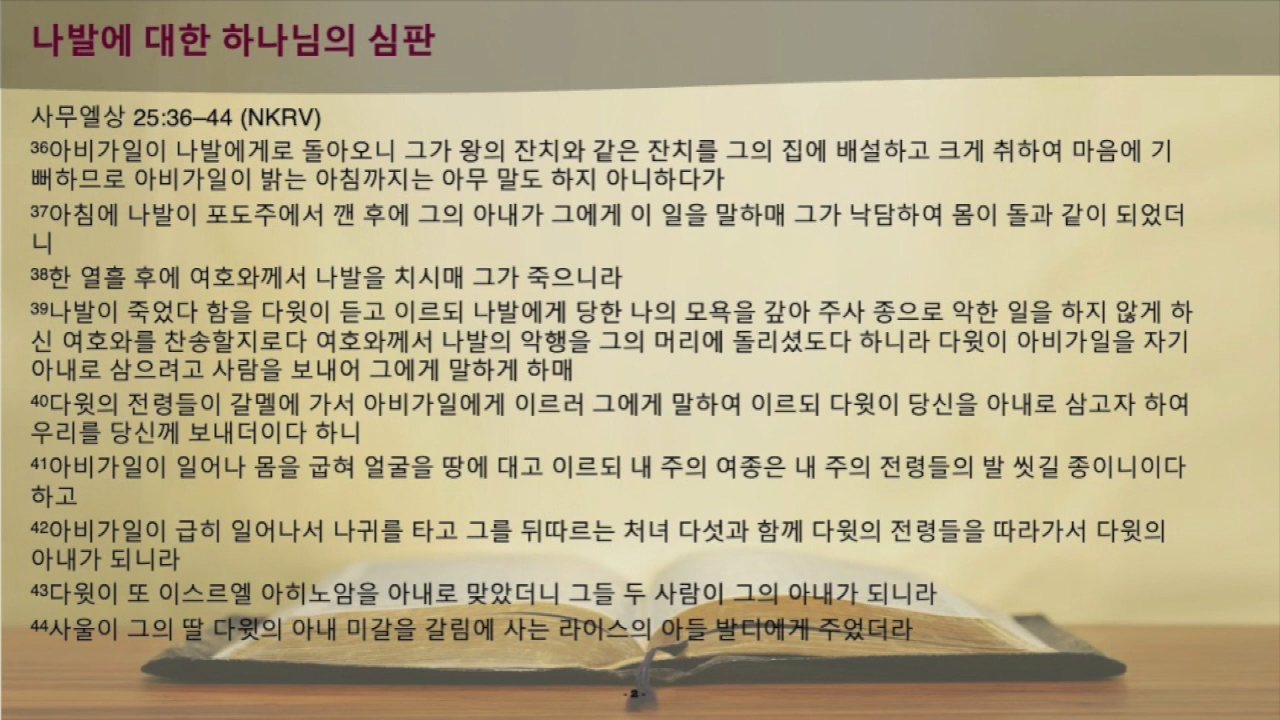 나발에 대한 하나님의 심판
사무엘상 25:36–44 (NKRV)
36아비가일이 나발에게로 돌아오니 그가 왕의 잔치와 같은 잔치를 그의 집에 배설하고 크게 취하여 마음에 기
뻐하므로 아비가일이 밝는 아침까지는 아무 말도 하지 아니하다가
37아침에 나발이 포도주에서 깬 후에 그의 아내가 그에게 이 일을 말하매 그가 낙담하여 몸이 돌과 같이 되었더
니
38한 열흘 후에 여호와께서 나발을 치시매 그가 죽으니라
39나발이 죽었다 함을 다윗이 듣고 이르되 나발에게 당한 나의 모욕을 갚아 주사 종으로 악한 일을 하지 않게 하
신 여호와를 찬송할지로다 여호와께서 나발의 악행을 그의 머리에 돌리셨도다 하니라 다윗이 아비가일을 자기
아내로 삼으려고 사람을 보내어 그에게 말하게 하매
40다윗의 전령들이 갈멜에 가서 아비가일에게 이르러 그에게 말하여 이르되 다윗이 당신을 아내로 삼고자 하여
우리를 당신께 보내더이다 하니
41아비가일이 일어나 몸을 굽혀 얼굴을 땅에 대고 이르되 내 주의 여종은 내 주의 전령들의 발 씻길 종이니이다
하고
42아비가일이 급히 일어나서 나귀를 타고 그를 뒤따르는 처녀 다섯과 함께 다윗의 전령들을 따라가서 다윗의
아내가 되니라
43다윗이 또 이스르엘 아히노암을 아내로 맞았더니 그들 두 사람이 그의 아내가 되니라
44사울이 그의 딸 다윗의 아내 미갈을 갈림에 사는 라이스의 아들 발디에게 주었더라
- 2 -